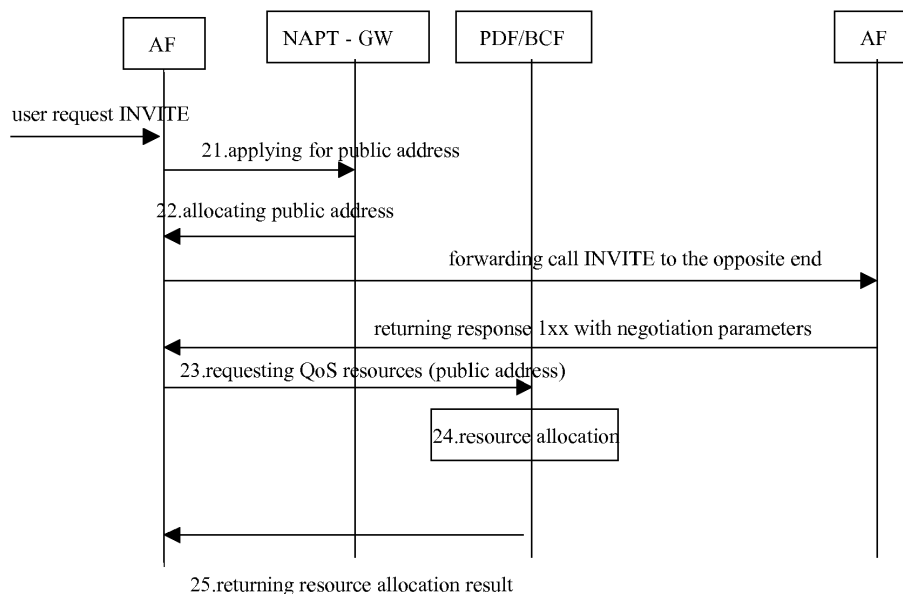 AF
NAPT - GW
PDF/BCF
AF
user request INVITE
21.applying for public address
22.allocating public address
forwarding call INVITE to the opposite end
returning response 1xx with negotiation parameters
23.requesting QoS resources (public address)
24.resource allocation
25.returning resource allocation result